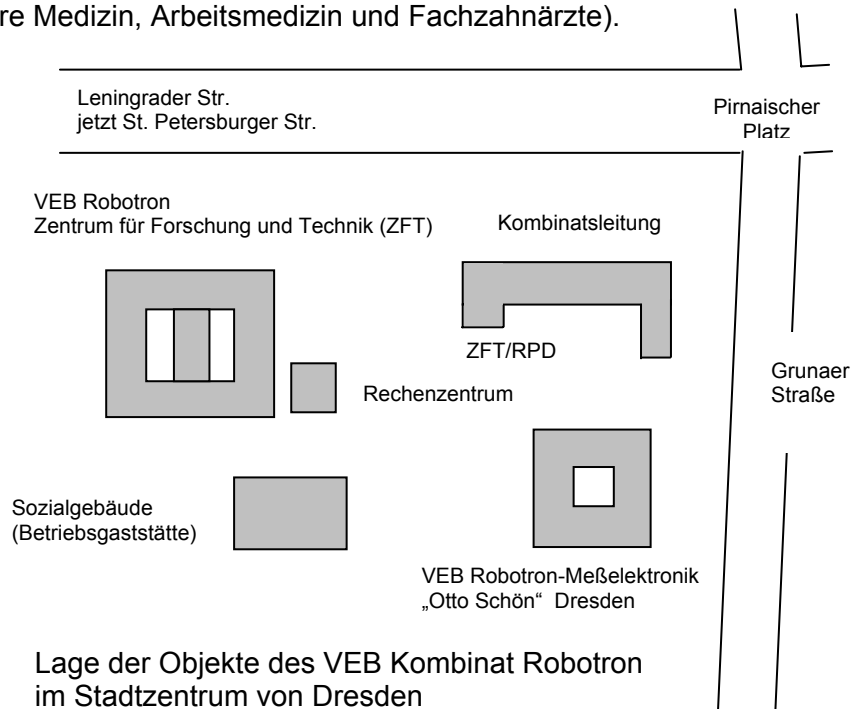 re Medizin, Arbeitsmedizin und Fachzahnärzte).
Leningrader Str.
jetzt St. Petersburger Str.
Pirnaischer
Platz
VEB Robotron
Zentrum für Forschung und Technik (ZFT)
Kombinatsleitung
ZFT/RPD
Rechenzentrum
Grunaer
Straße
Sozialgebäude
(Betriebsgaststätte)
VEB Robotron-Meßelektronik
„Otto Schön“ Dresden
Lage der Objekte des VEB Kombinat Robotron
im Stadtzentrum von Dresden